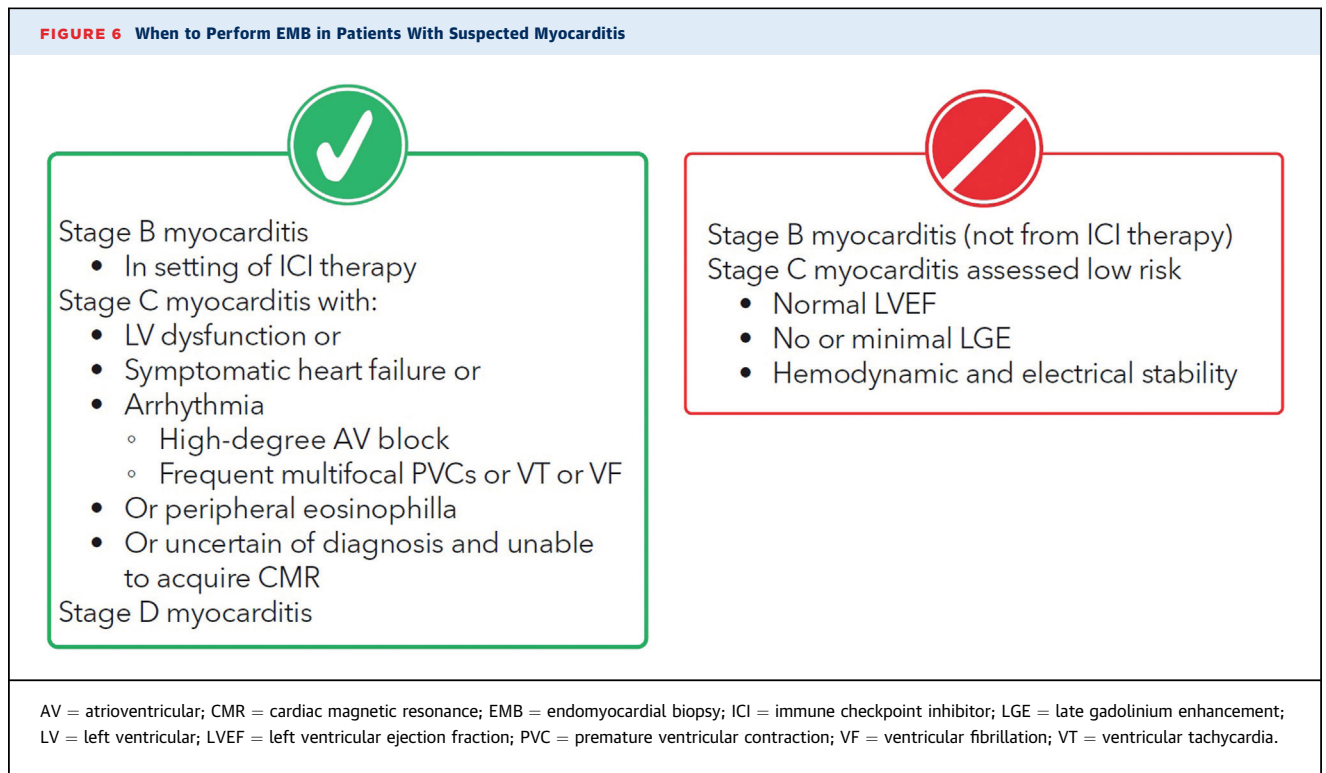 FIGURE 6 When to Perform EMB in Patients With Suspected Myocarditis
Stage B myocarditis
• In setting of ICI therapy
Stage C myocarditis with:
• LV dysfunction or
• Symptomatic heart failure or
• Arrhythmia
◦ High-degree AV block
◦ Frequent multifocal PVCs or VT or VF
• Or peripheral eosinophilla
• Or uncertain of diagnosis and unable
to acquire CMR
Stage D myocarditis
Stage B myocarditis (not from ICI therapy)
Stage C myocarditis assessed low risk
• Normal LVEF
• No or minimal LGE
• Hemodynamic and electrical stability
AV = atrioventricular; CMR = cardiac magnetic resonance; EMB = endomyocardial biopsy; ICI = immune checkpoint inhibitor; LGE = late gadolinium enhancement;
LV = left ventricular; LVEF = left ventricular ejection fraction; PVC = premature ventricular contraction; VF = ventricular fibrillation; VT = ventricular tachycardia.